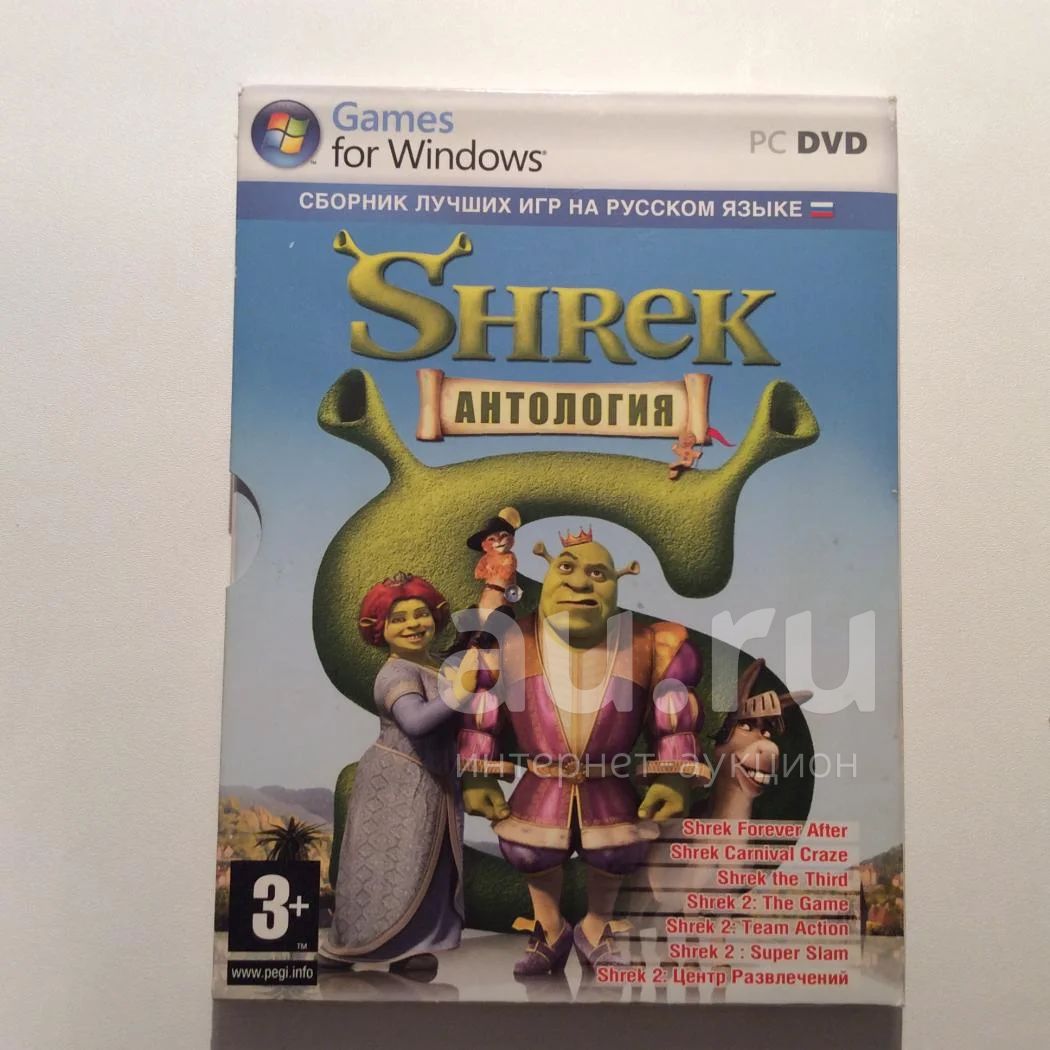 Games
for Windows
PC DVD
СБОРНИК ЛУЧШИХ ИГР НА РУССКОМ ЯЗЫКЕ
SHREK
АНТОЛОГИЯ
au.ru
интернет-аукцион
Shrek Forever After
Shrek Carnival Craze
Shrek the Third
Shrek 2: The Game
Shrek 2: Team Action
Shrek 2 : Super Slam
Shrek 2: Центр Развлечений
3+
TM
www.pegi.info